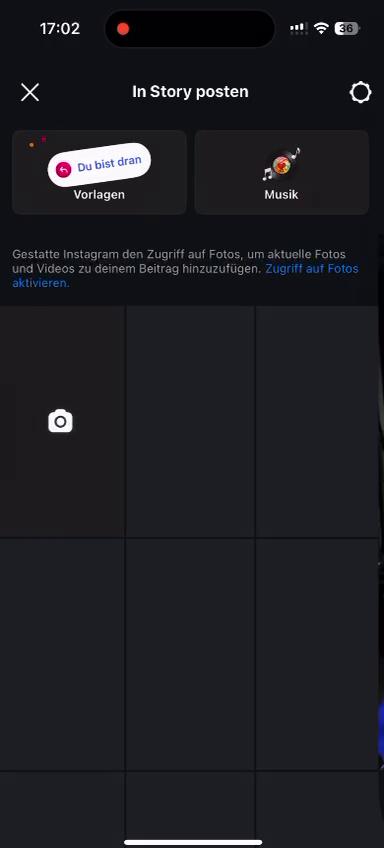 17:02
36
In Story posten
Du bist dran
Vorlagen
Musik
Gestatte Instagram den Zugriff auf Fotos, um aktuelle Fotos
und Videos zu deinem Beitrag hinzuzufügen. Zugriff auf Fotos
aktivieren.